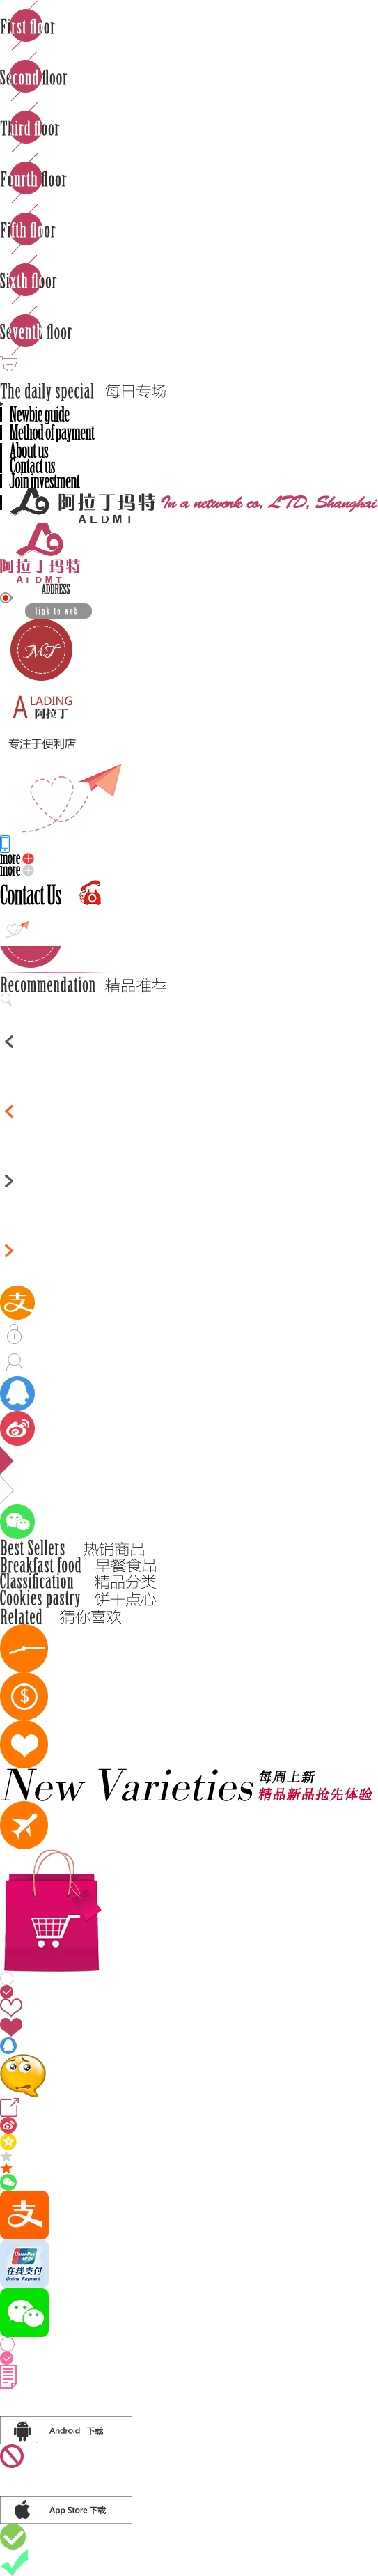 First floor
Second floor
Third floor
Fourth floor
Fifth floor
Sixth floor
Seventh floor
The daily special 每日专场
Newbie guide
Method of payment
About us
Contact us
Join investment
阿拉丁玛特 In a network co, LTD, Shanghai
ALDMT
阿拉丁玛特
ALDMT
ADDRESS
link to web
MT
ALADING
阿拉丁
专注于便利店
more
more
Contact Us
Recommendation 精品推荐
支
Best Sellers 热销商品
Breakfast food 早餐食品
Classification 精品分类
Cookies pastry 饼干点心
Related 猜你喜欢
$
New Varieties 每周上新
精品新品抢先体验
支
UnionPay
银联
在线支付
Online Payment
Android 下载
App Store 下载